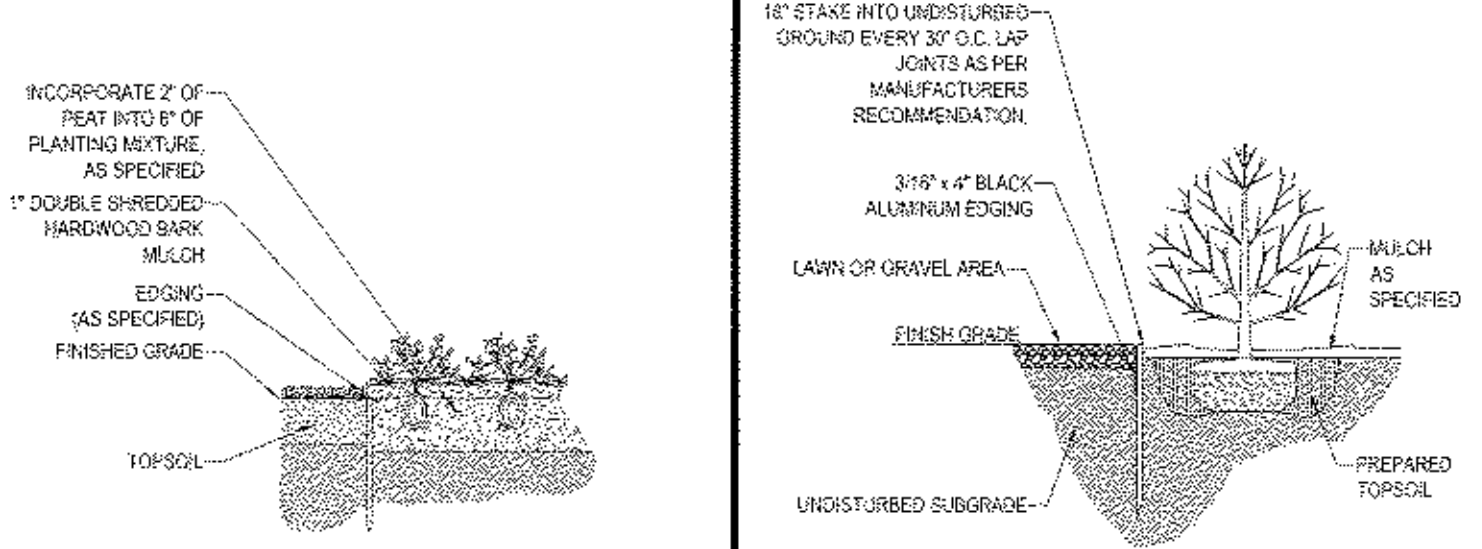 INCORPORATE 2" OF
PEAT INTO 6" OF
PLANTING MIXTURE,
AS SPECIFIED
1" DOUBLE SHREDDED
HARDWOOD BARK
MULCH
EDGING
(AS SPECIFIED)
FINISHED GRADE
TOPSOIL
18" STAKE INTO UNDISTURBED
GROUND EVERY 30" O.C. LAP
JOINTS AS PER
MANUFACTURERS
RECOMMENDATION.
3/16" x 4" BLACK
ALUMINUM EDGING
LAWN OR GRAVEL AREA
FINISH GRADE
UNDISTURBED SUBGRADE
MULCH
AS
SPECIFIED
PREPARED
TOPSOIL